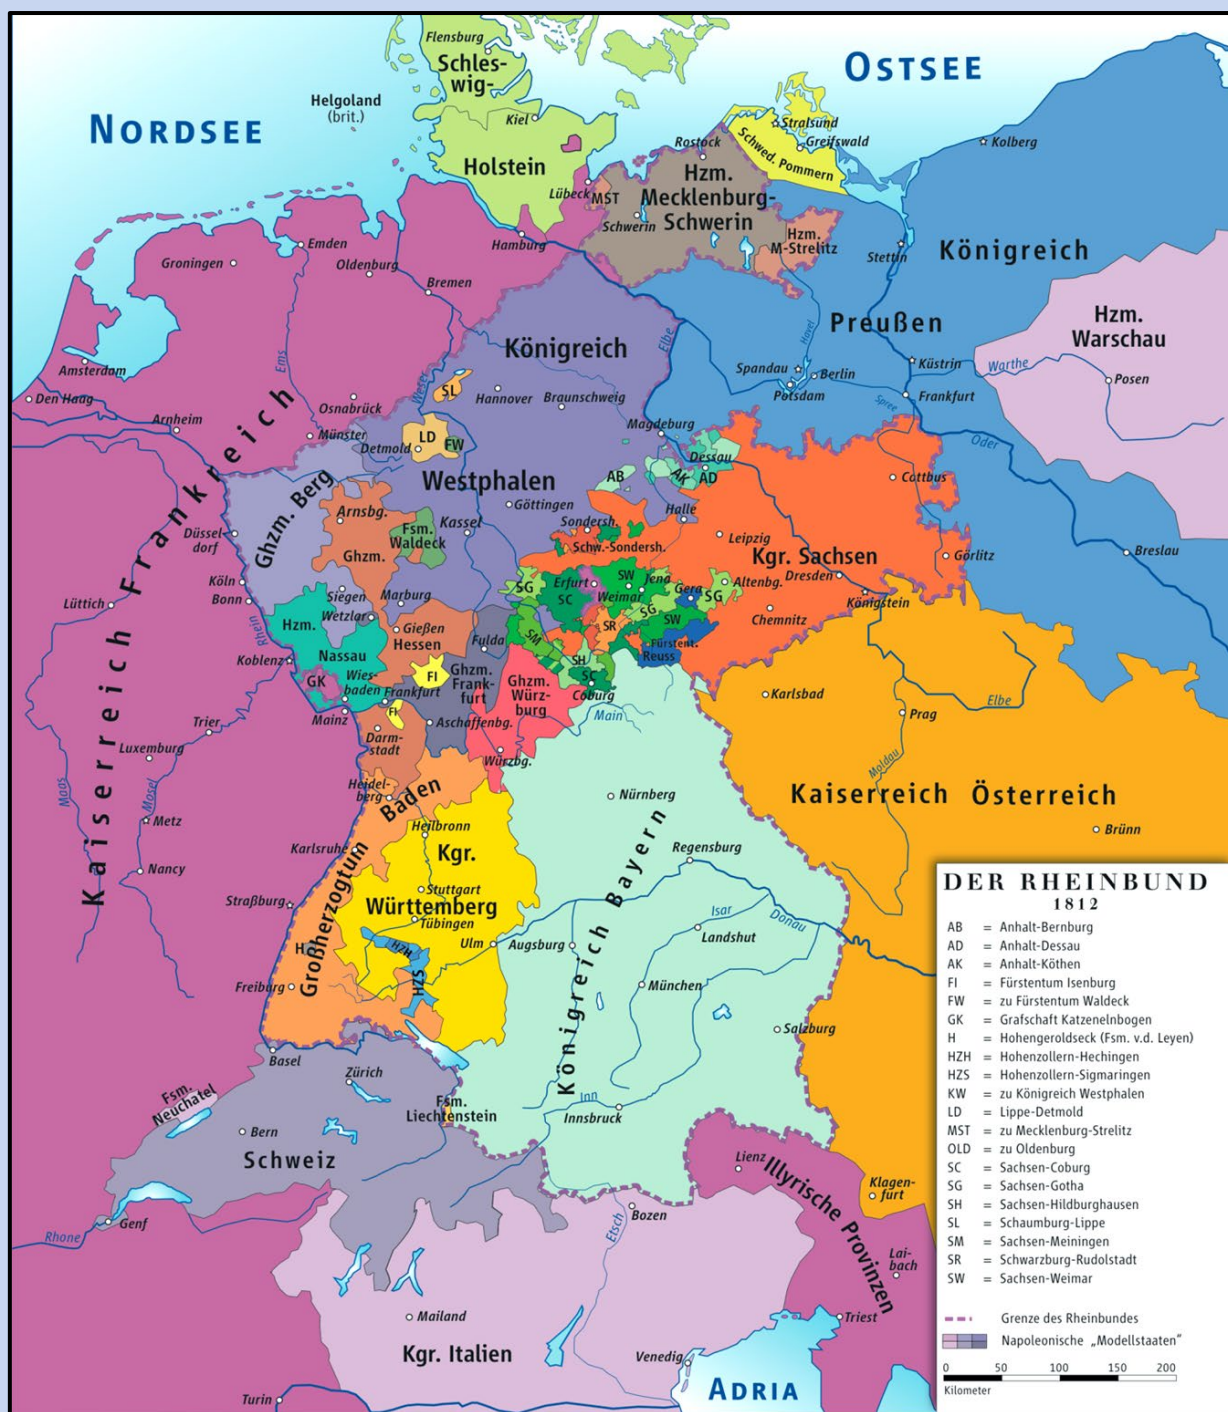 Flensburg
Schles-
wig-
OSTSEE
Helgoland
(brit.)
NORDSEE
Kiel
Stralsund
Greifswald
Schwed. Pommern
Kolberg
Holstein
Rostock
Hzm.
Mecklenburg-
Schwerin
Lübeck
MST
Schwerin
Hamburg
Hzm.
M-Strelitz
Stettin
Königreich
Preußen
Emden
Groningen
Oldenburg
Bremen
Hzm.
Warschau
Königreich
Westphalen
Elbe
Havel
Ems
Weser
Amsterdam
Den Haag
Arnheim
Osnabrück
Münster
SL
Hannover
Braunschweig
Spandau
Berlin
Potsdam
Küstrin
Warthe
Posen
Spree
Frankfurt
Oder
Magdeburg
Detmold
LD
FW
Dessau
AB
AK
AD
Cottbus
Kaiserreich Frankreich
Ghzm. Berg
Göttingen
Halle
Arnsbg.
Ghzm.
Fsm.
Waldeck
Kassel
Sondersh.
Schw.-Sondersh.
Leipzig
Kgr. Sachsen
Görlitz
Breslau
Düssel-
dorf
Köln
Bonn
Lüttich
Siegen
Marburg
Wetzlar
Gießen
Hessen
SG
Erfurt
SC
SW
Weimar
Jena
Gera
SG
Altenbg.
Dresden
Königstein
Chemnitz
SG
SW
SR
SM
Fürstent.
Reuss
SH
SC
Coburg
Rhein
Hzm.
Nassau
Koblenz
GK
Wies-
baden
Frankfurt
FI
Fulda
Ghzm.
Frank-
furt
Ghzm.
Würz-
burg
Main
Mainz
FI
Aschaffenbg.
Darm-
stadt
Würzbg.
Karlsbad
Elbe
Prag
Moldau
Trier
Luxemburg
Maas
Mosel
Metz
Nancy
Heidel-
berg
Großherzogtum
Baden
Heilbronn
Nürnberg
Kaiserreich Österreich
Brünn
Karlsruhe
Kgr.
Württemberg
Stuttgart
Tübingen
Straßburg
Regensburg
Königreich Bayern
Isar
Donau
Landshut
Ulm
Augsburg
H
HZH
HZS
Freiburg
München
Salzburg
Basel
Zürich
Fsm.
Neuchatel
Fsm.
Liechtenstein
Inn
Innsbruck
Bern
Schweiz
Lienz
Illyrische Provinzen
Klagen-
furt
Genf
Rhone
Etsch
Bozen
Lai-
bach
Mailand
Kgr. Italien
Triest
Venedig
ADRIA
Turin
DER RHEINBUND
1812
AB = Anhalt-Bernburg
AD = Anhalt-Dessau
AK = Anhalt-Köthen
FI = Fürstentum Isenburg
FW = zu Fürstentum Waldeck
GK = Grafschaft Katzenelnbogen
H = Hohengeroldseck (Fsm. v.d. Leyen)
HZH = Hohenzollern-Hechingen
HZS = Hohenzollern-Sigmaringen
KW = zu Königreich Westphalen
LD = Lippe-Detmold
MST = zu Mecklenburg-Strelitz
OLD = zu Oldenburg
SC = Sachsen-Coburg
SG = Sachsen-Gotha
SH = Sachsen-Hildburghausen
SL = Schaumburg-Lippe
SM = Sachsen-Meiningen
SR = Schwarzburg-Rudolstadt
SW = Sachsen-Weimar
Grenze des Rheinbundes
Napoleonische „Modellstaaten"
0 50 100 150 200
Kilometer